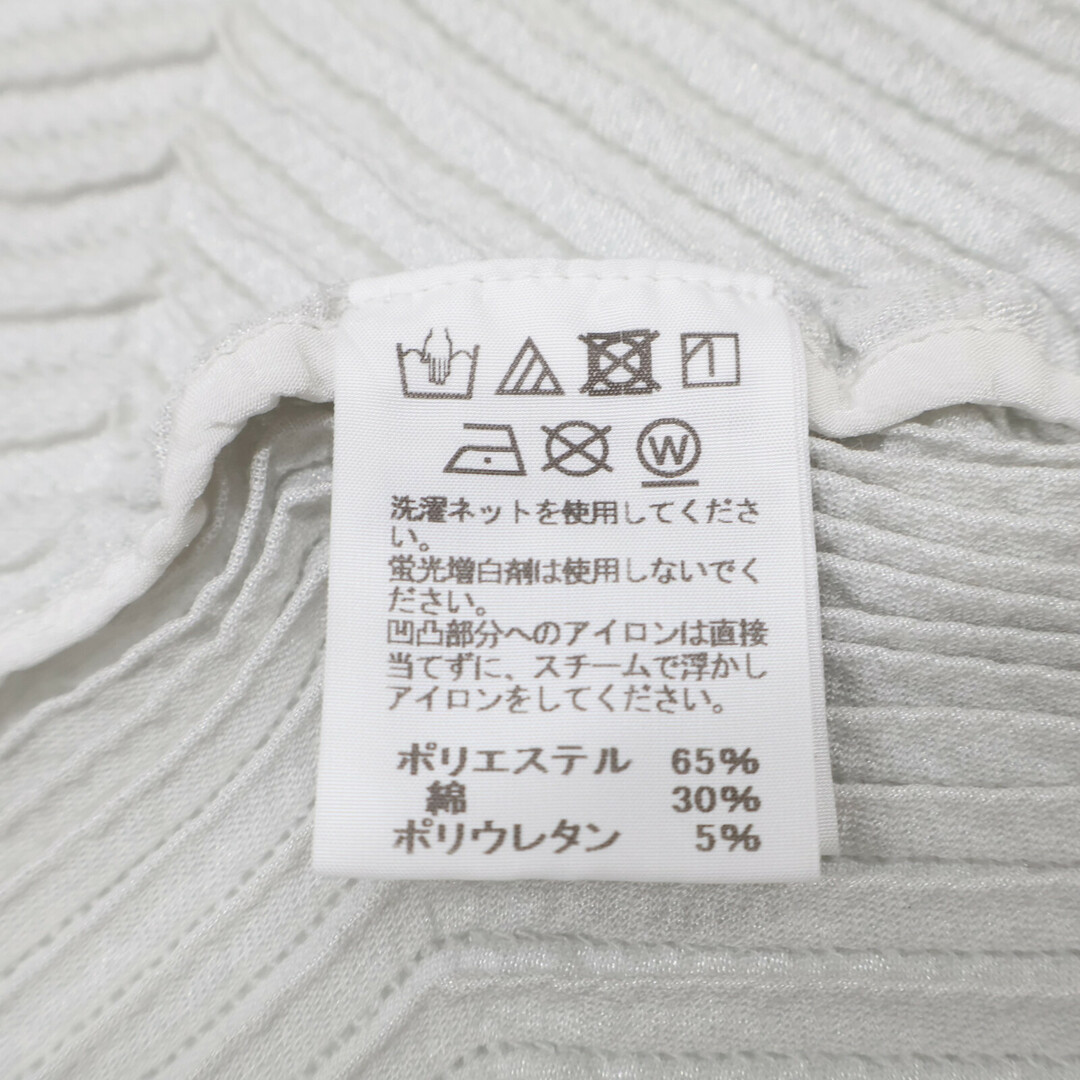 W
洗濯ネットを使用してくださ
い。
蛍光増白剤は使用しないでく
ださい。
凹凸部分へのアイロンは直接
当てずに、スチームで浮かし
アイロンをしてください。
ポリエステル 65%
綿 30%
ポリウレタン 5%